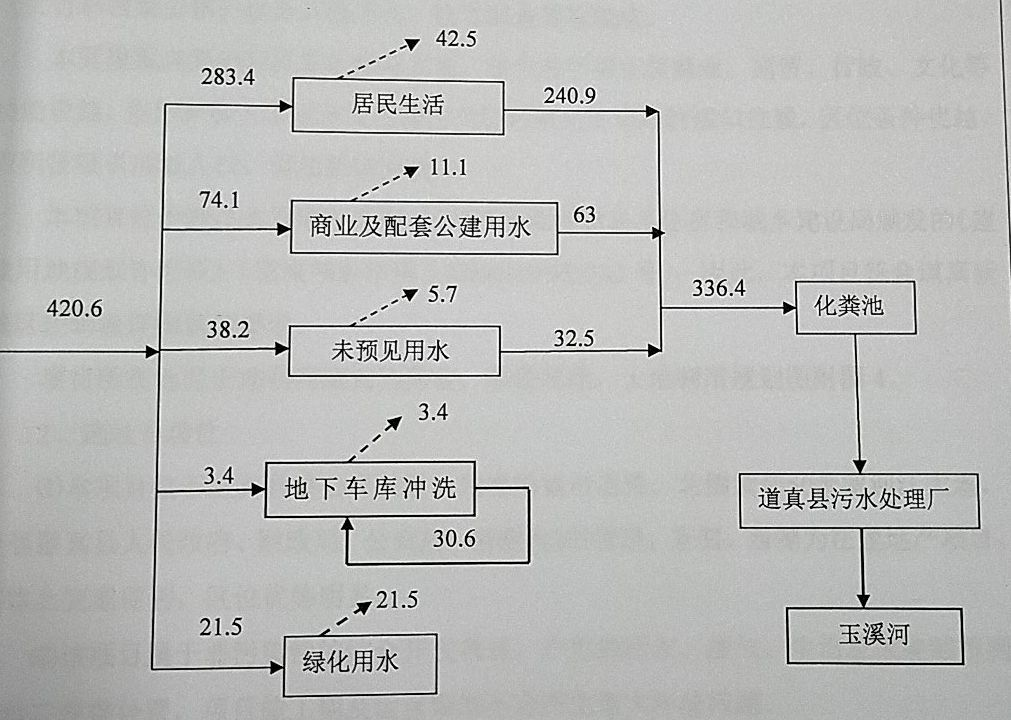 42.5
283.4
居民生活
240.9
11.1
74.1
商业及配套公建用水
63
5.7
420.6
38.2
未预见用水
32.5
336.4
化粪池
3.4
3.4
地下车库冲洗
30.6
道真县污水处理厂
21.5
21.5
绿化用水
玉溪河